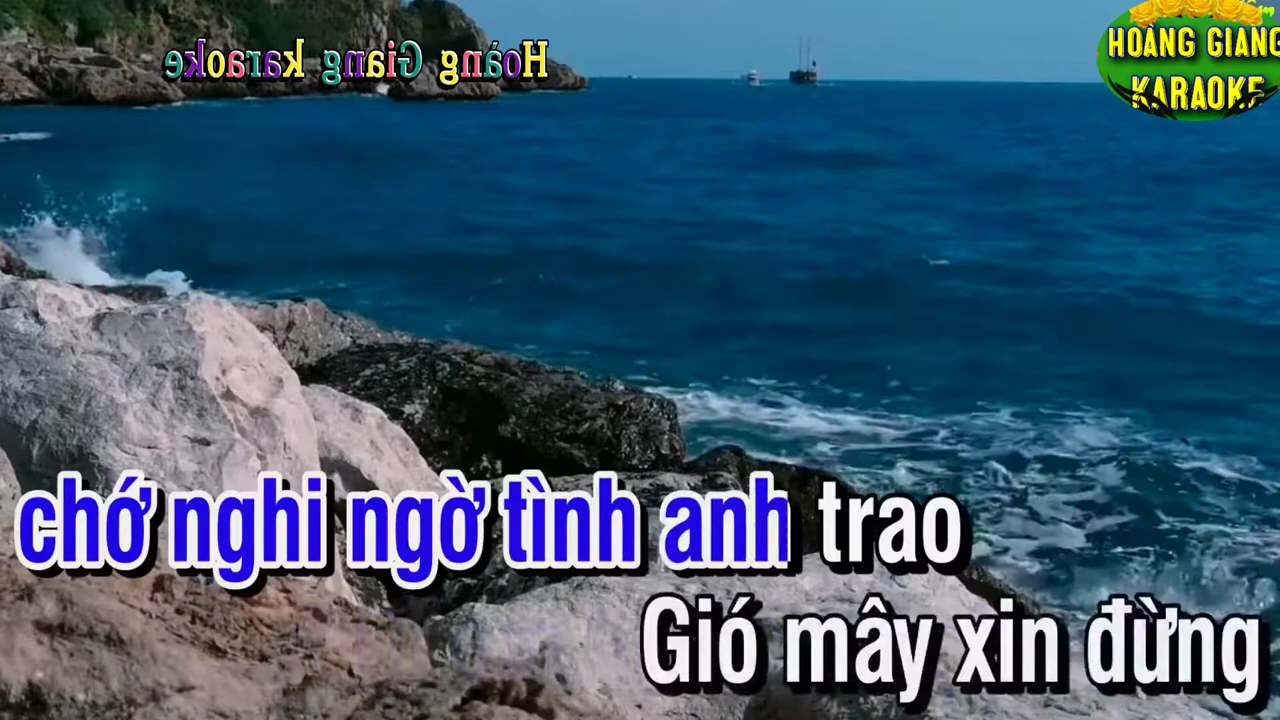 Hoàng Giang karaoke
HOÀNG GIANG
KARAOKE
chớ nghi ngờ tình anh trao
Gió mây xin đừng